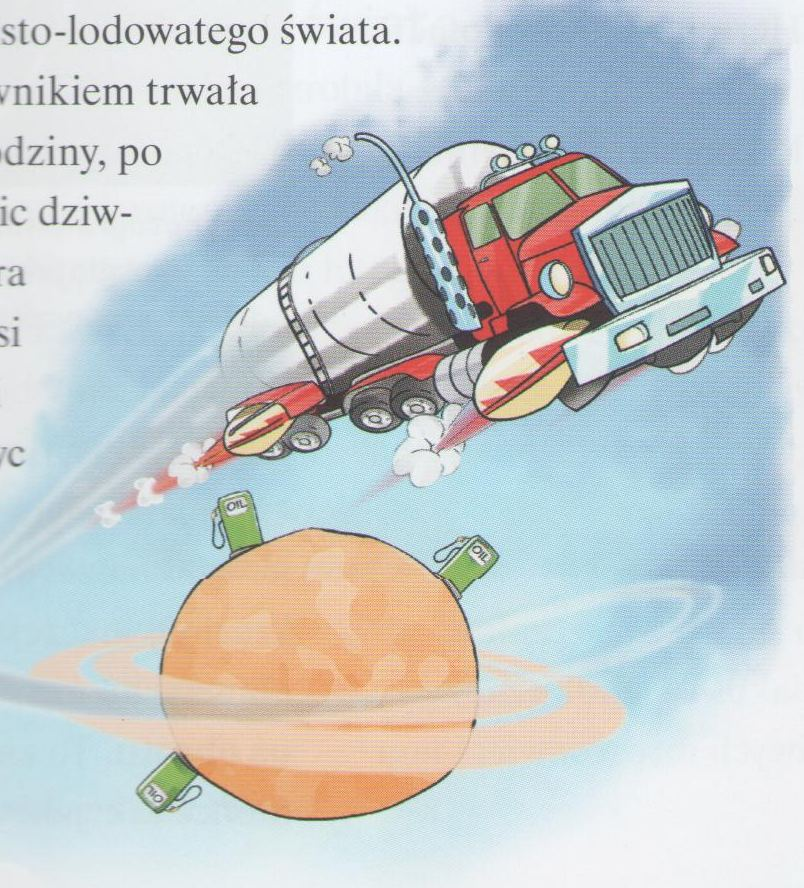 sto-lodowatego świata.
wnikiem trwała
odziny, po
ic dziw-
ra
si
yc
OIL
OIL
OIL